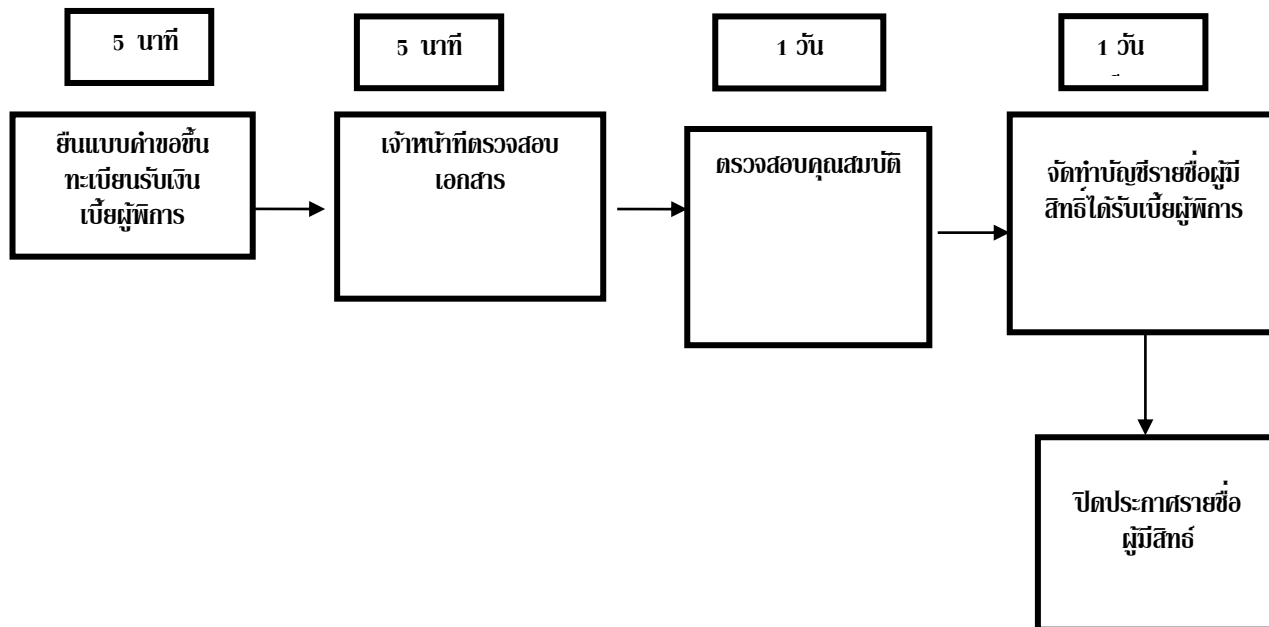 5 นาที
5 นาที
1 วัน
1 วัน
ยืนแบบคำขอขึ้น
ทะเบียนรับเงิน
เบี้ยผู้พิการ
เจ้าหน้าที่ตรวจสอบ
เอกสาร
ตรวจสอบคุณสมบัติ
จัดทำบัญชีรายชื่อผู้มี
สิทธิ์ได้รับเบี้ยผู้พิการ
ปิดประกาศรายชื่อ
ผู้มีสิทธ์